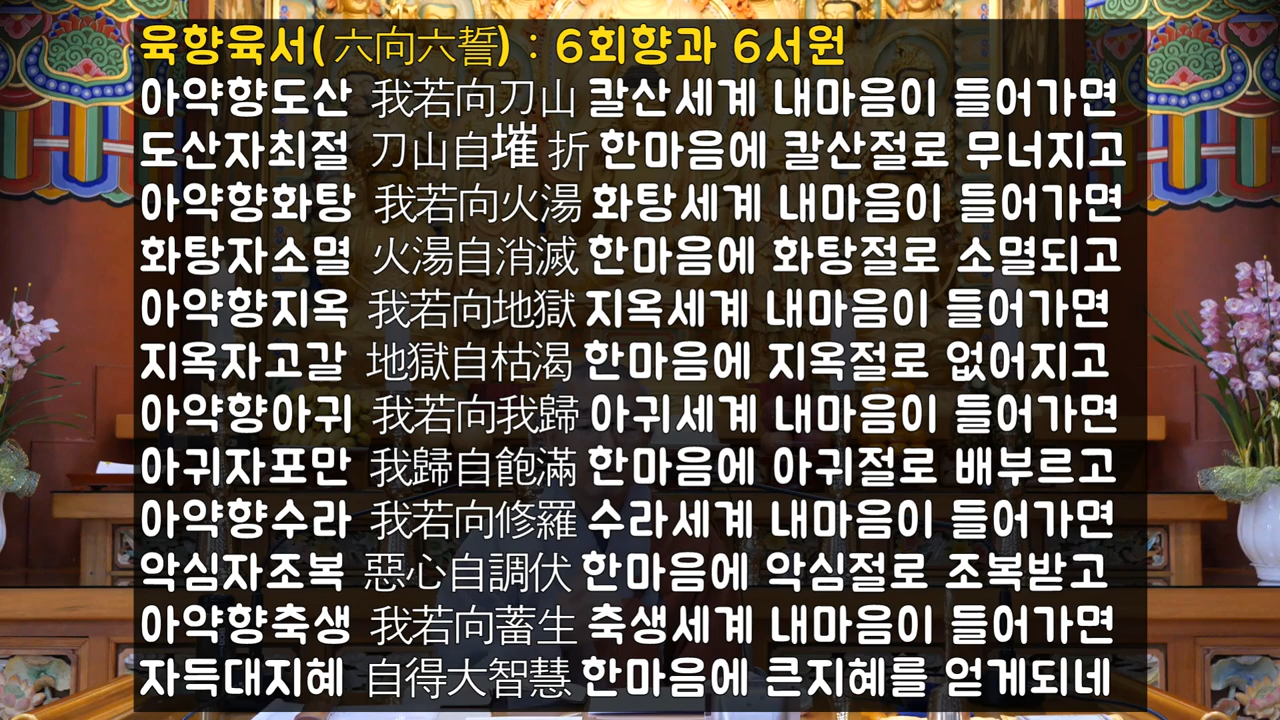 육향육서(六向六誓) : 6회향과 6서원
아약향도산 我若向刀山 칼산세계 내마음이 들어가면
도산자최절 刀山自嶊折 한마음에 칼산절로 무너지고
아약향화탕 我若向火湯 화탕세계 내마음이 들어가면
화탕자소멸 火湯自消滅 한마음에 화탕절로 소멸되고
아약향지옥 我若向地獄 지옥세계 내마음이 들어가면
지옥자고갈 地獄自枯渴 한마음에 지옥절로 없어지고
아약향아귀 我若向我歸 아귀세계 내마음이 들어가면
아귀자포만 我歸自飽滿 한마음에 아귀절로 배부르고
아약향수라 我若向修羅 수라세계 내마음이 들어가면
악심자조복 惡心自調伏 한마음에 악심절로 조복받고
아약향축생 我若向蓄生 축생세계 내마음이 들어가면
자득대지혜 自得大智慧 한마음에 큰지혜를 얻게되네